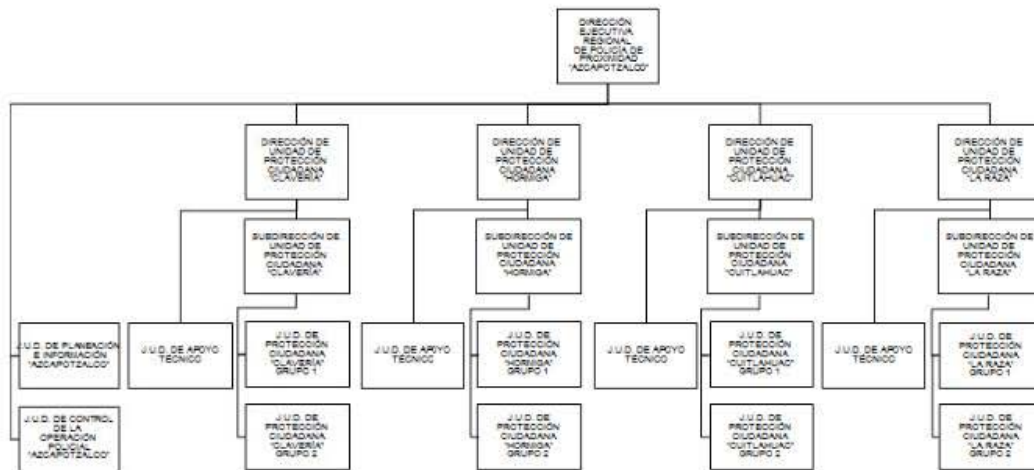 DIRECCIÓN
EJECUTIVA
REGIONAL
DE POLICÍA DE
PROXIMIDAD
"AZCAPOTZALCO"
DIRECCIÓN DE
UNIDAD DE
PROTECCIÓN
CIUDADANA
"CLAVERÍA"
DIRECCIÓN DE
UNIDAD DE
PROTECCIÓN
CIUDADANA
"HORMIGA"
DIRECCIÓN DE
UNIDAD DE
PROTECCIÓN
CIUDADANA
"CUITLAHUAC"
DIRECCIÓN DE
UNIDAD DE
PROTECCIÓN
CIUDADANA
"LA RAZA"
SUBDIRECCIÓN DE
UNIDAD DE
PROTECCIÓN
CIUDADANA
"CLAVERÍA"
SUBDIRECCIÓN DE
UNIDAD DE
PROTECCIÓN
CIUDADANA
"HORMIGA"
SUBDIRECCIÓN DE
UNIDAD DE
PROTECCIÓN
CIUDADANA
"CUITLAHUAC"
SUBDIRECCIÓN DE
UNIDAD DE
PROTECCIÓN
CIUDADANA
"LA RAZA"
J.U.D. DE PLANEACIÓN
E INFORMACIÓN
"AZCAPOTZALCO"
J.U.D. DE APOYO
TÉCNICO
J.U.D. DE
PROTECCIÓN
CIUDADANA
"CLAVERÍA"
GRUPO 1
J.U.D. DE APOYO
TÉCNICO
J.U.D. DE
PROTECCIÓN
CIUDADANA
"HORMIGA"
GRUPO 1
J.U.D. DE APOYO
TÉCNICO
J.U.D. DE
PROTECCIÓN
CIUDADANA
"CUITLAHUAC"
GRUPO 1
J.U.D. DE APOYO
TÉCNICO
J.U.D. DE
PROTECCIÓN
CIUDADANA
"LA RAZA"
GRUPO 1
J.U.D. DE CONTROL
DE LA
OPERACIÓN
POLICIAL
"AZCAPOTZALCO"
J.U.D. DE
PROTECCIÓN
CIUDADANA
"CLAVERÍA"
GRUPO 2
J.U.D. DE
PROTECCIÓN
CIUDADANA
"HORMIGA"
GRUPO 2
J.U.D. DE
PROTECCIÓN
CIUDADANA
"CUITLAHUAC"
GRUPO 2
J.U.D. DE
PROTECCIÓN
CIUDADANA
"LA RAZA"
GRUPO 2